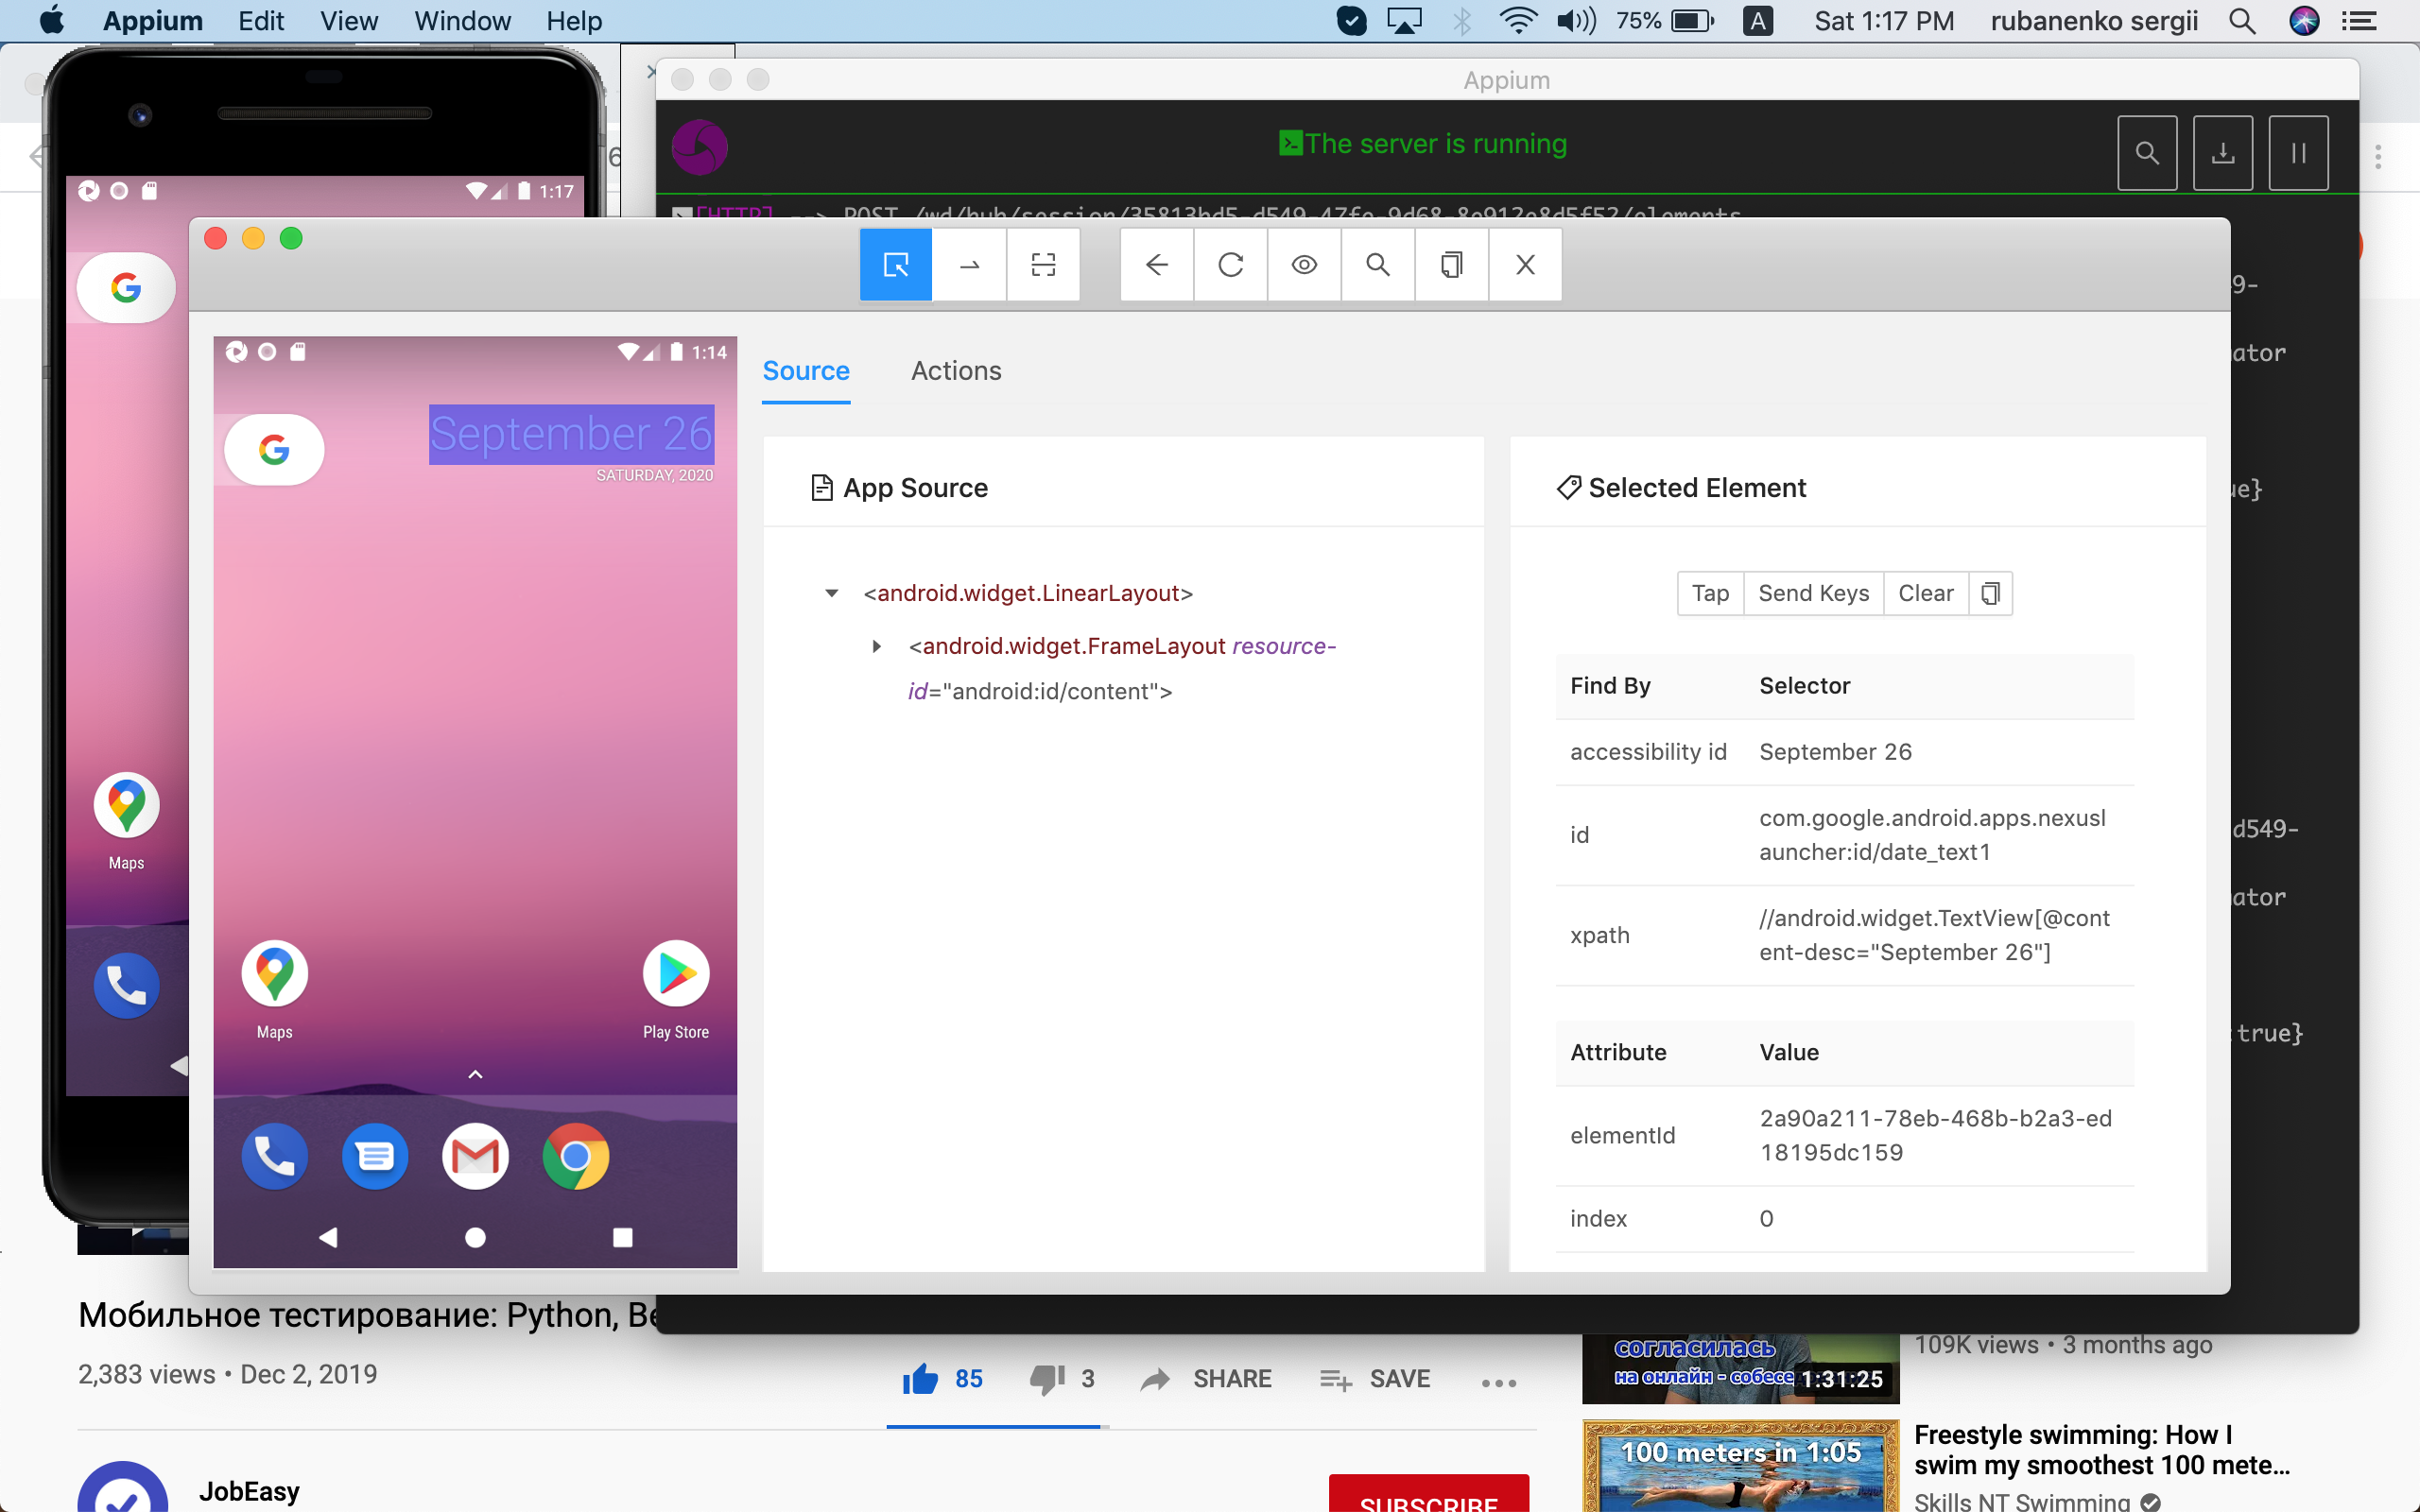 Appium Edit View Window Help 75% A Sat 1:17 PM rubanenko sergii
Appium
The server is running
1:17
[HTTP] --> POST /wd/hub/session/35813bd5-d549-47fe-9d68-8e912e8d5f52/elements
1:14
Source Actions
September 26
SATURDAY, 2020
App Source
Selected Element
<android.widget.LinearLayout>
<android.widget.FrameLayout resource-
id="android:id/content">
Tap Send Keys Clear
Find By Selector
accessibility id September 26
id com.google.android.apps.nexusl
auncher:id/date_text1
xpath //android.widget.TextView[@cont
ent-desc="September 26"]
Attribute Value
elementId 2a90a211-78eb-468b-b2a3-ed
18195dc159
index 0
Maps
Maps
Play Store
9-
ator
ue}
d549-
ator
:true}
Мобильное тестирование: Python, Be
2,383 views • Dec 2, 2019
85 3 SHARE SAVE
JobEasy
SUBSCRIBE
согласилась
на онлайн - собесе
1:31:25
109K views • 3 months ago
100 meters in 1:05
Freestyle swimming: How I
swim my smoothest 100 mete...
Skills NT Swimming